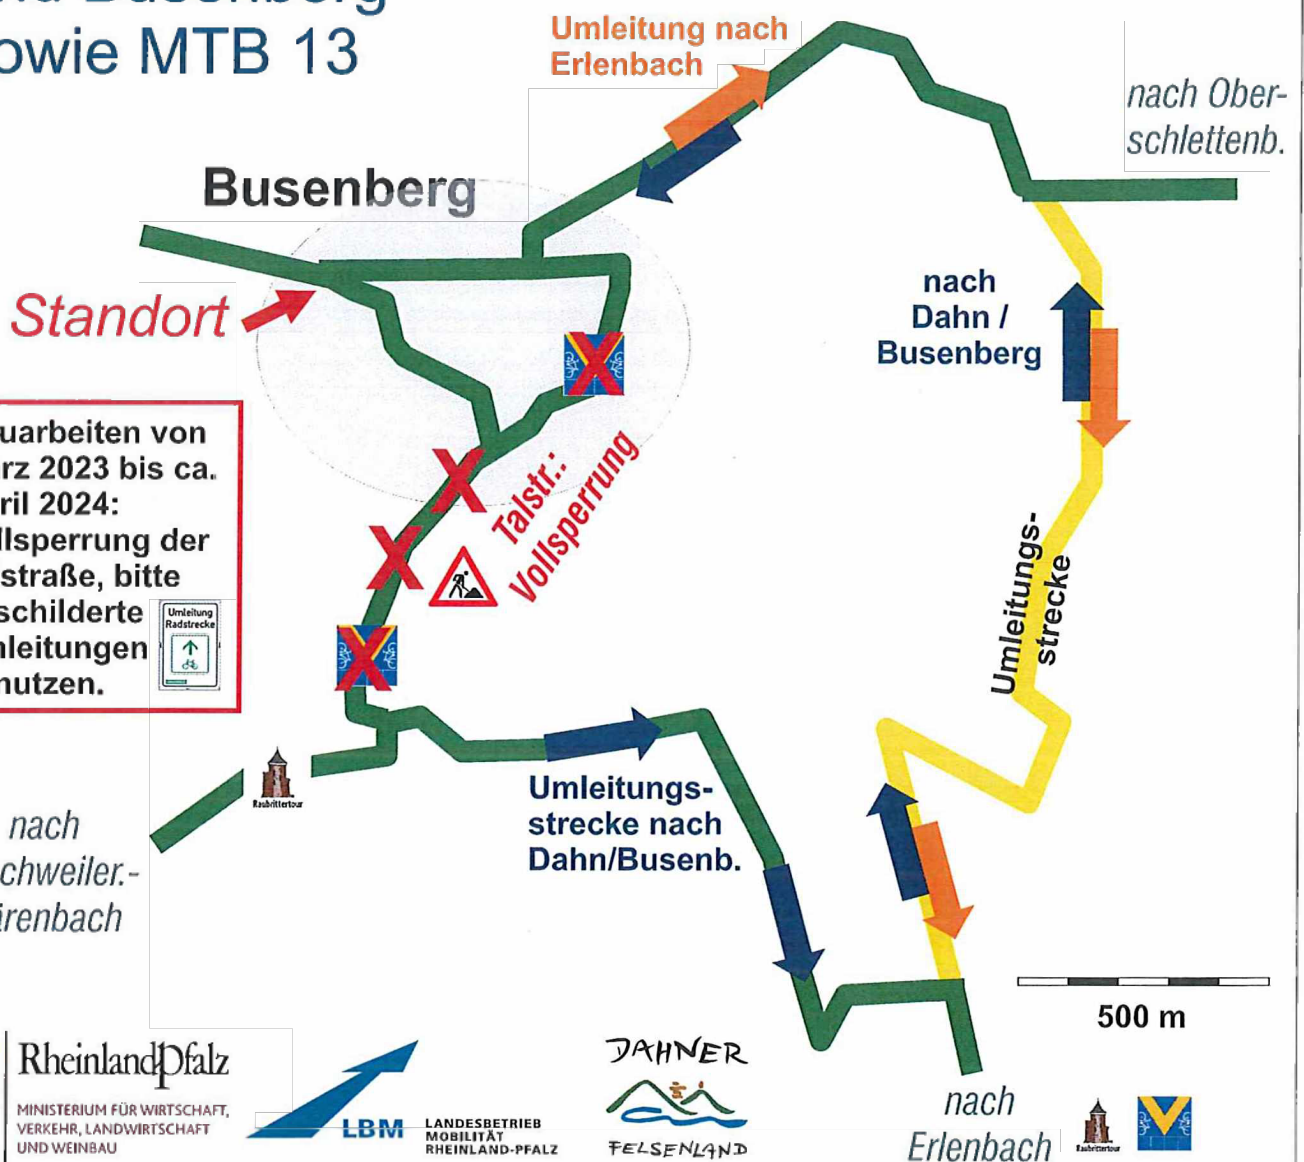 Busenberg
owie MTB 13
Umleitung nach
Erlenbach
nach Ober-
schlettenb.
Busenberg
Standort
nach
Dahn /
Busenberg
uarbeiten von
rz 2023 bis ca.
ril 2024:
llsperrung der
straße, bitte
schilderte
nleitungen
nutzen.
Umleitung
Radstrecke
Talstr.:
Vollsperrung
Umleitungs-
strecke
Raubrittertour
Umleitungs-
strecke nach
Dahn/Busenb.
nach
chweiler.-
irenbach
500 m
RheinlandPfalz
MINISTERIUM FÜR WIRTSCHAFT,
VERKEHR, LANDWIRTSCHAFT
UND WEINBAU
LBM
LANDESBETRIEB
MOBILITÄT
RHEINLAND-PFALZ
DAHNER
FELSENLAND
nach
Erlenbach
Raubrittertour